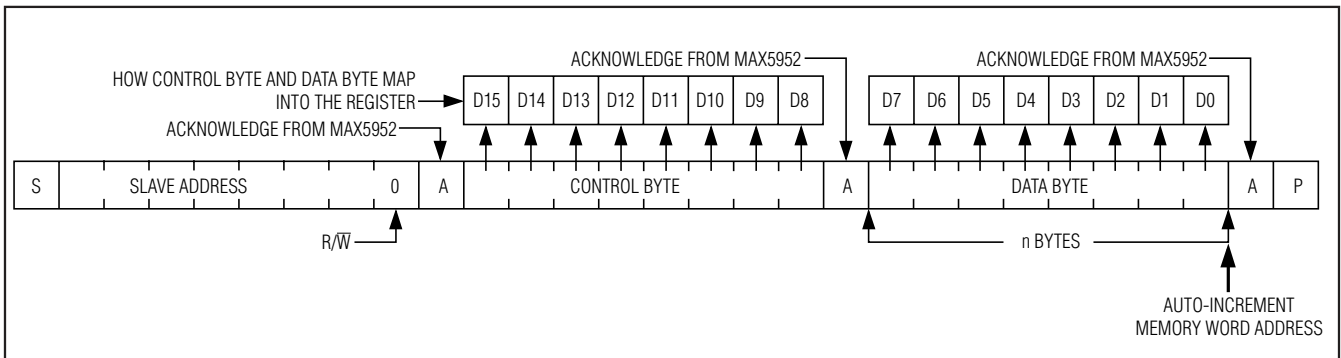 ACKNOWLEDGE FROM MAX5952
ACKNOWLEDGE FROM MAX5952
HOW CONTROL BYTE AND DATA BYTE MAP
INTO THE REGISTER
D15 D14 D13 D12 D11 D10 D9 D8
D7 D6 D5 D4 D3 D2 D1 D0
ACKNOWLEDGE FROM MAX5952
S SLAVE ADDRESS 0 A CONTROL BYTE A DATA BYTE A P
R/W̅
n BYTES
AUTO-INCREMENT
MEMORY WORD ADDRESS